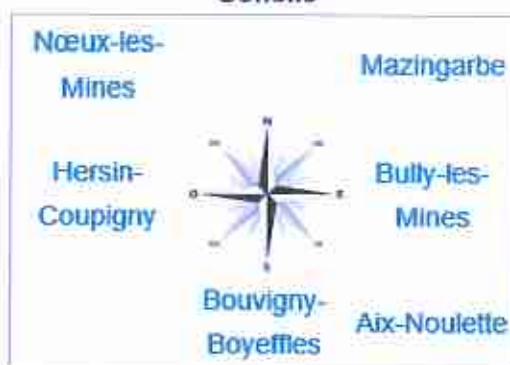 Nœux-les-
Mines
Mazingarbe
N
Hersin-
Coupigny
O
E
Bully-les-
Mines
S
Bouvigny-
Boyeffles
Aix-Noulette